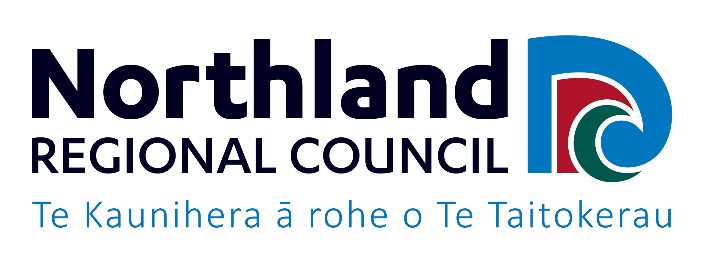 Northland
REGIONAL COUNCIL
Te Kaunihera ā rohe o Te Taitokerau